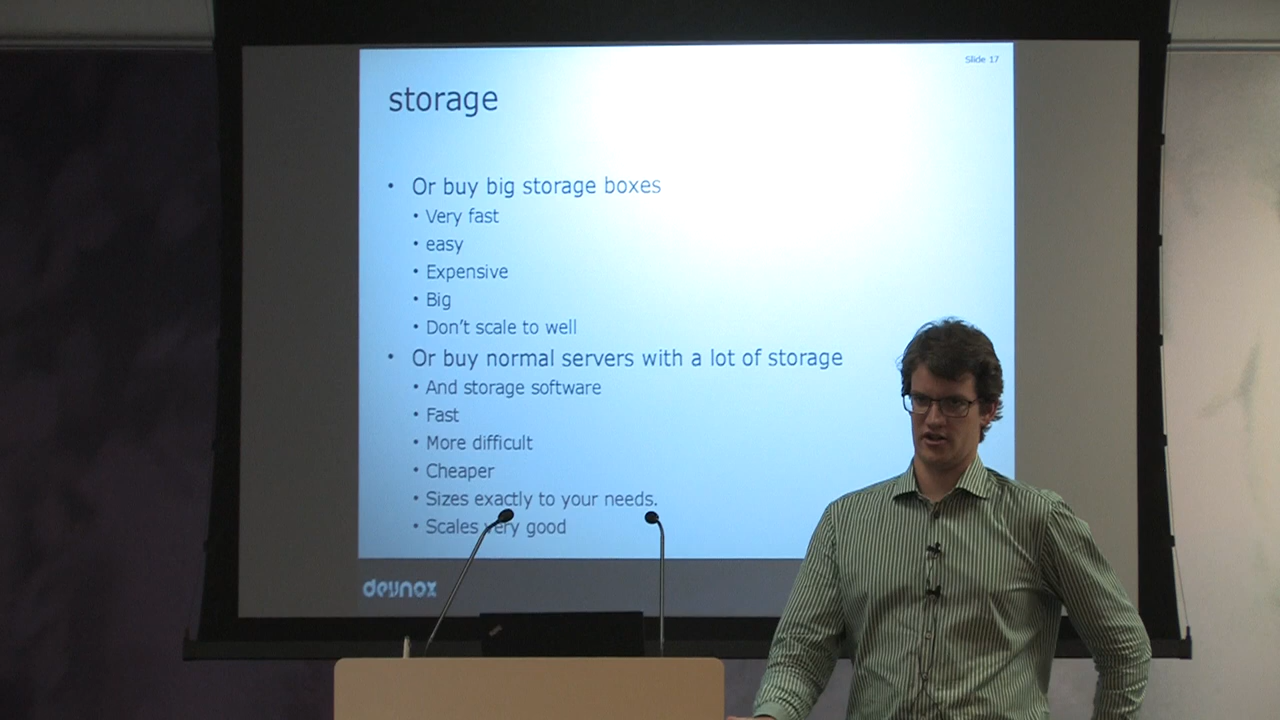 Slide 17
storage
• Or buy big storage boxes
• Very fast
• easy
• Expensive
• Big
• Don't scale to well
• Or buy normal servers with a lot of storage
• And storage software
• Fast
• More difficult
• Cheaper
• Sizes exactly to your needs.
• Scales very good
deynox